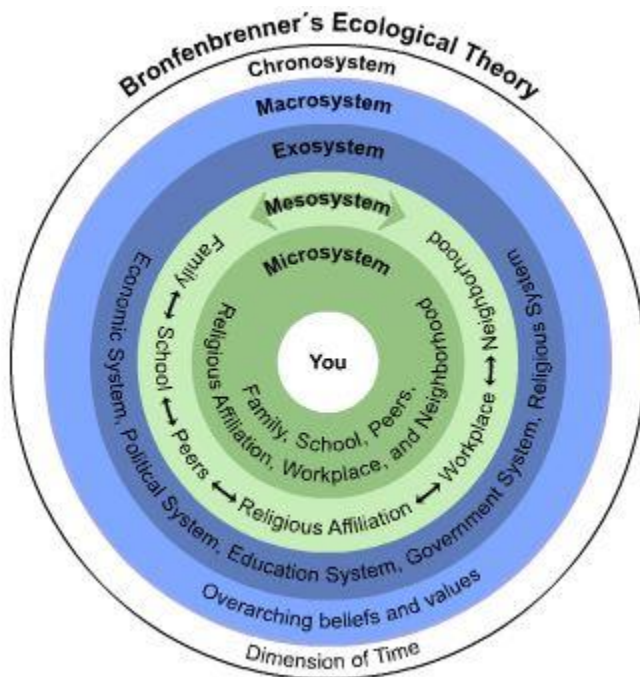 Bronfenbrenner´s Ecological Theory
Chronosystem
Macrosystem
Exosystem
Mesosystem
Microsystem
You
Family, School, Peers,
Religious Affiliation, Workplace, and Neighborhood
Family ↔ School ↔ Peers ↔ Religious Affiliation ↔ Workplace ↔ Neighborhood
Economic System, Political System, Education System, Government System, Religious System
Overarching beliefs and values
Dimension of Time